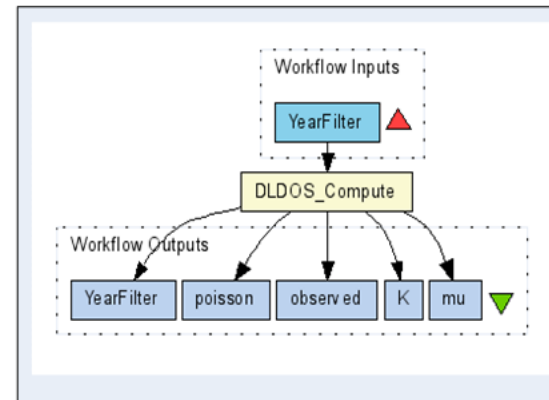 Workflow Inputs
YearFilter
DLDOS_Compute
Workflow Outputs
YearFilter
poisson
observed
K
mu